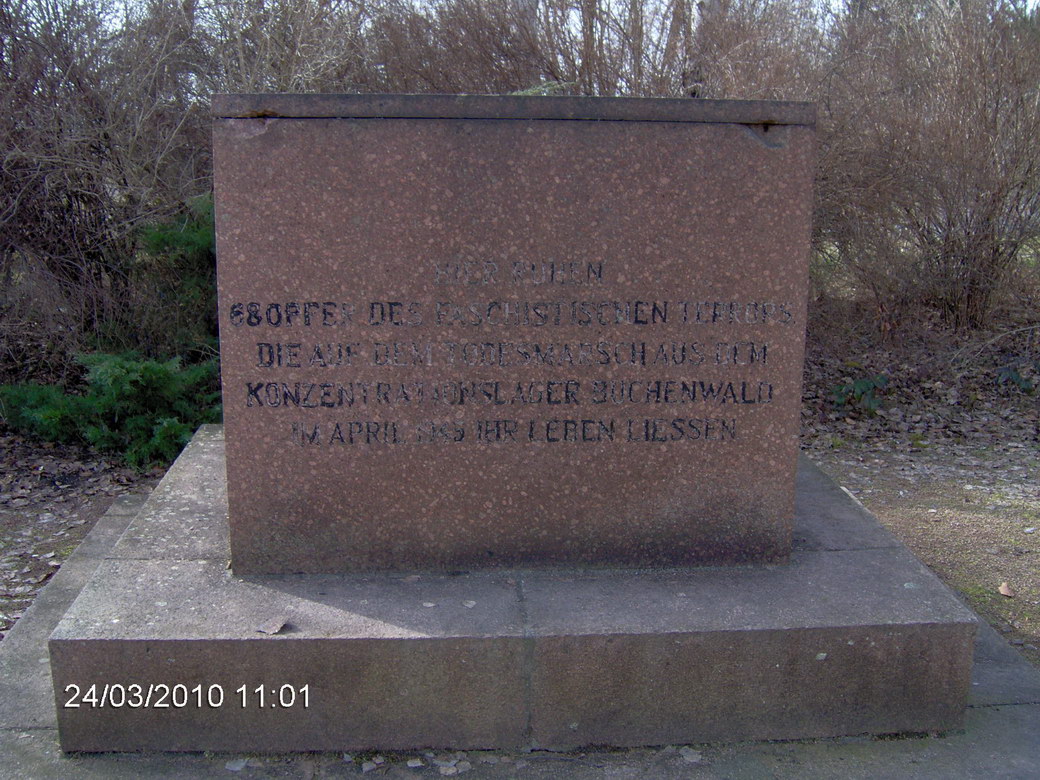 HIER RUHEN
68 OPFER DES FASCHISTISCHEN TERRORS
DIE AUF DEM TODESMARSCH AUS DEM
KONZENTRATIONSLAGER BUCHENWALD
IM APRIL 1945 IHR LEBEN LIESSEN
24/03/2010 11:01